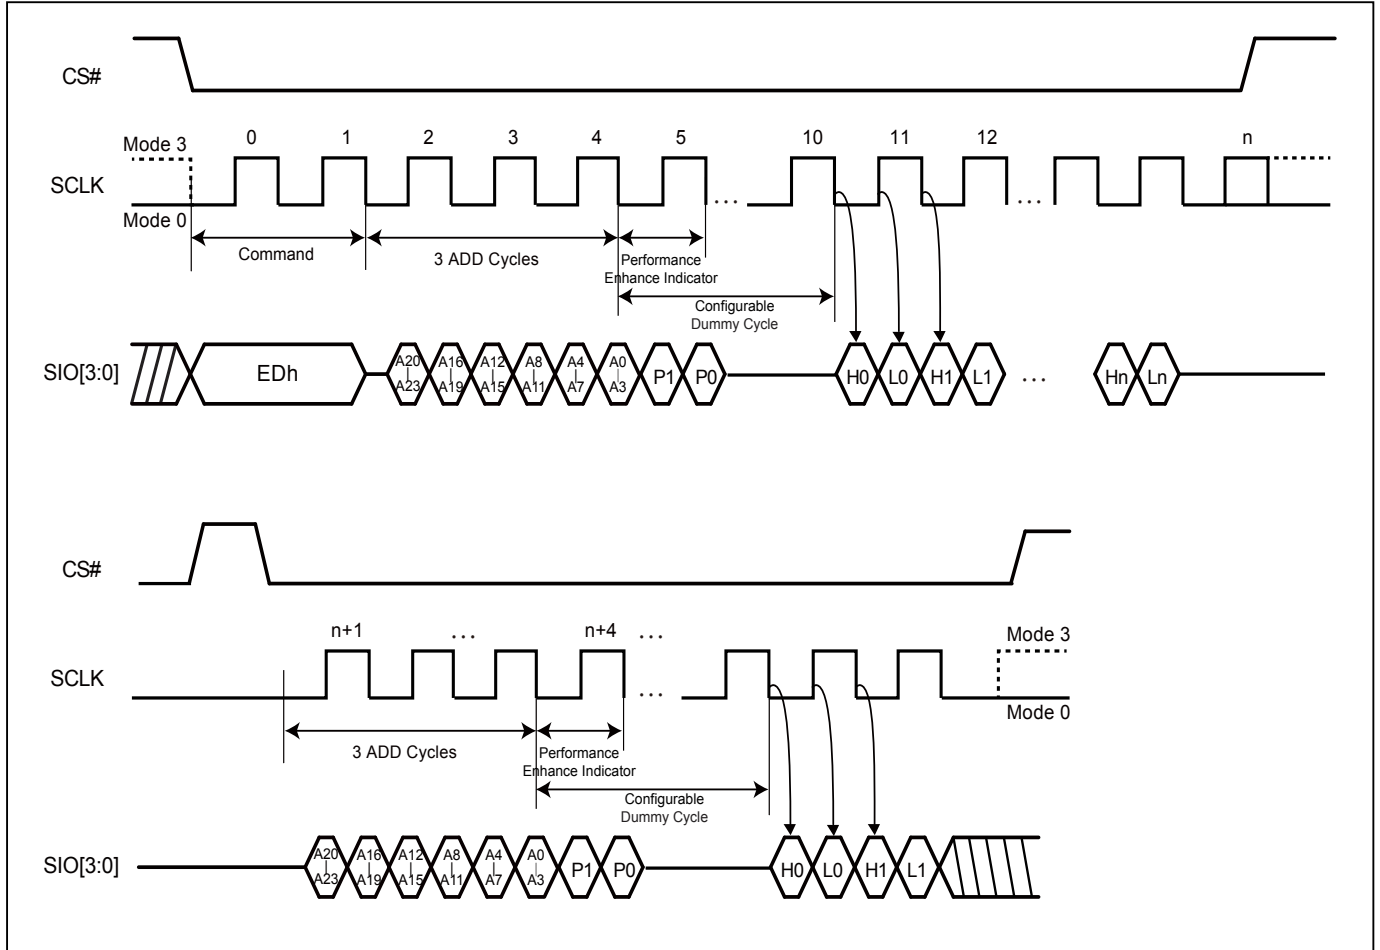 CS#
0 1 2 3 4 5 10 11 12 n
Mode 3
SCLK
... ...
Mode 0
Command
3 ADD Cycles
Performance
Enhance Indicator
Configurable
Dummy Cycle
SIO[3:0]
EDh
A20 | A23
A16 | A19
A12 | A15
A8 | A11
A4 | A7
A0 | A3
P1
P0
H0
L0
H1
L1
...
Hn
Ln
CS#
n+1 ... n+4 ...
Mode 3
SCLK
...
Mode 0
3 ADD Cycles
Performance
Enhance Indicator
Configurable
Dummy Cycle
SIO[3:0]
A20 | A23
A16 | A19
A12 | A15
A8 | A11
A4 | A7
A0 | A3
P1
P0
H0
L0
H1
L1